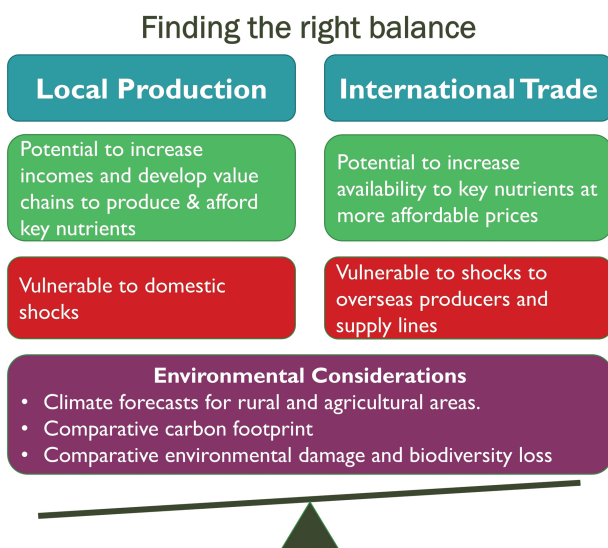 Finding the right balance
Local Production
International Trade
Potential to increase
incomes and develop value
chains to produce & afford
key nutrients
Potential to increase
availability to key nutrients at
more affordable prices
Vulnerable to domestic
shocks
Vulnerable to shocks to
overseas producers and
supply lines
Environmental Considerations
• Climate forecasts for rural and agricultural areas.
• Comparative carbon footprint
• Comparative environmental damage and biodiversity loss